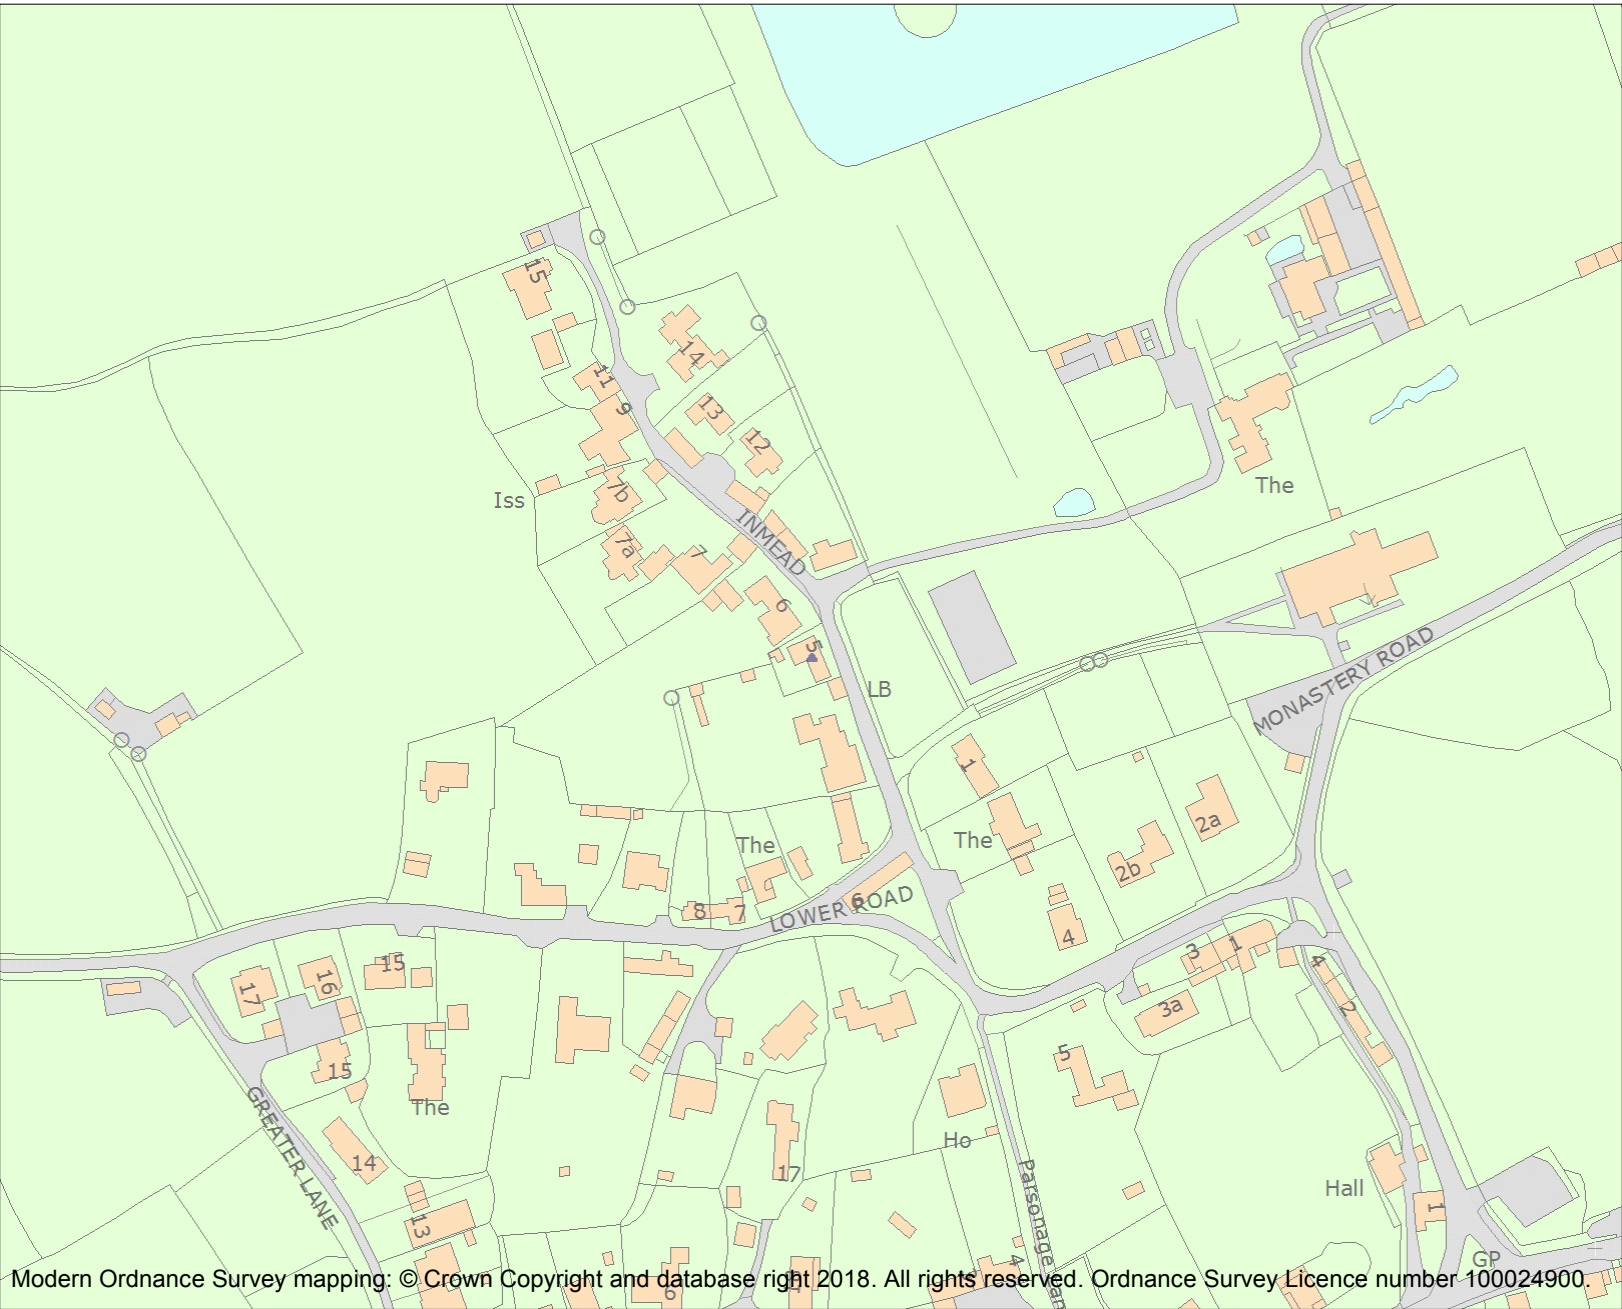 15
14
11
9
13
12
7b
Iss
The
INMEAD
7a
7
6
5
LB
MONASTERY ROAD
1
2a
The
The
2b
6
LOWER ROAD
8
7
4
3
1
4
15
16
17
3a
2
5
15
The
GREATER LANE
Ho
14
17
Parsonage
Hall
13
1
4
GP
6
Modern Ordnance Survey mapping: © Crown Copyright and database right 2018. All rights reserved. Ordnance Survey Licence number 100024900.